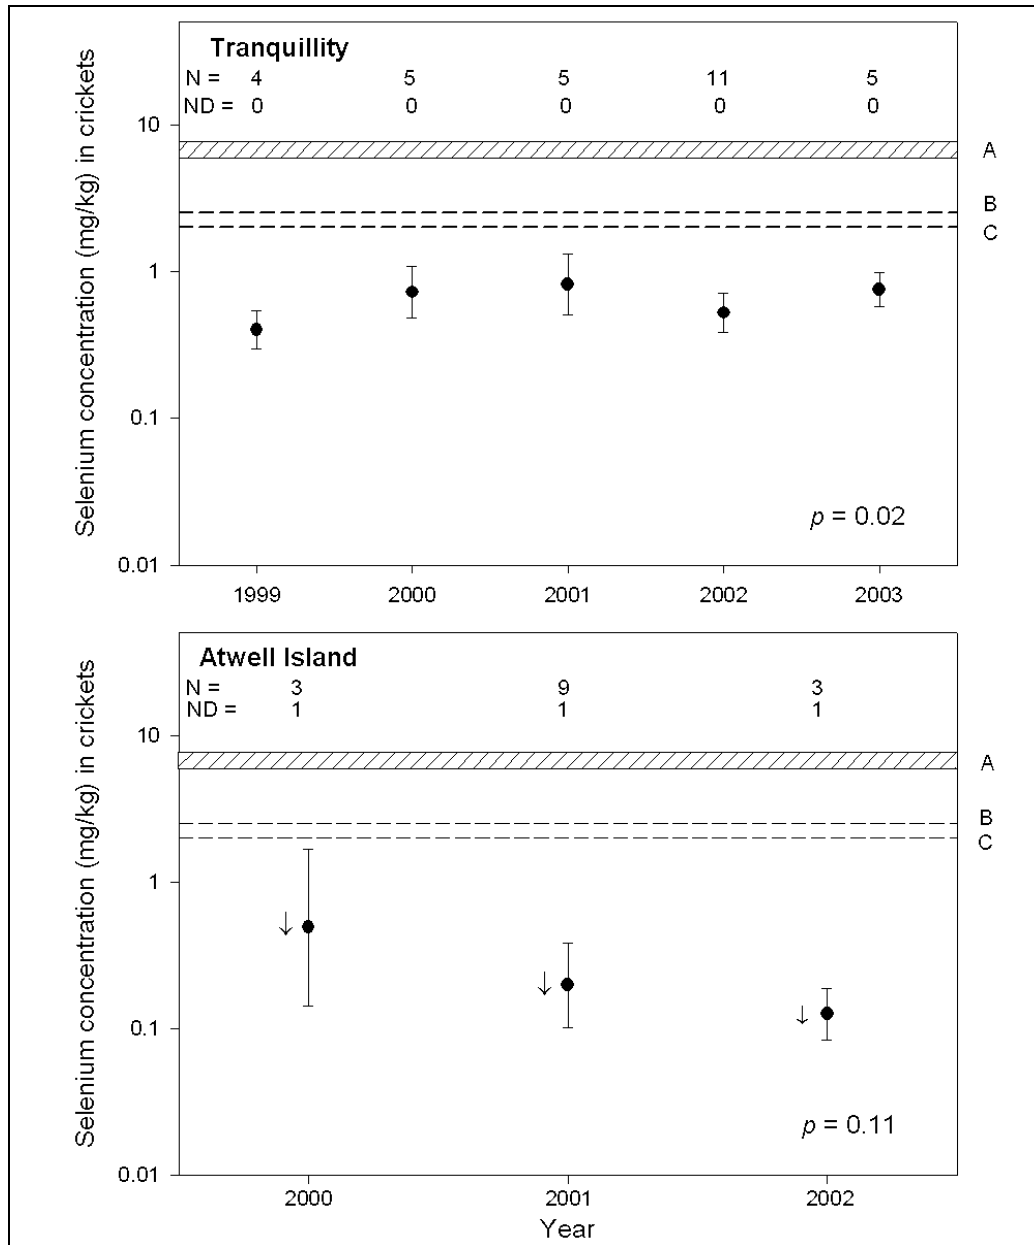 Tranquillity
N = 4 5 5 11 5
ND = 0 0 0 0 0
Selenium concentration (mg/kg) in crickets
10
A
B
C
1
0.1
p = 0.02
0.01
1999 2000 2001 2002 2003
Atwell Island
N = 3 9 3
ND = 1 1 1
Selenium concentration (mg/kg) in crickets
10
A
B
C
1
0.1
p = 0.11
0.01
2000 2001 2002
Year